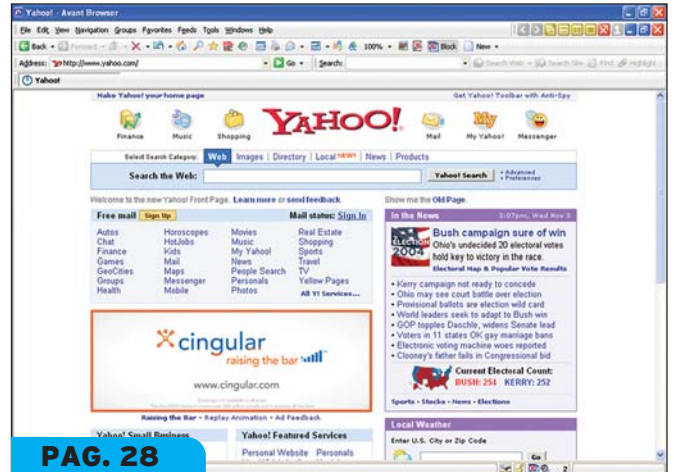 Yahoo! - Avant Browser
File Edit View Navigation Groups Favorites Feeds Tools Windows Help
Back Forward 100% Block New
Address: http://www.yahoo.com/ Go Search: Search Web Search Site Find Highlight
Yahoo!
Make Yahoo! your home page Get Yahoo! Toolbar with Anti-Spy
Finance Music Shopping YAHOO! Mail My Yahoo! Messenger
Select Search Category: Web Images | Directory | Local NEW! | News | Products
Search the Web: Yahoo! Search • Advanced
• Preferences
Welcome to the new Yahoo! Front Page. Learn more or send feedback. Show me the Old Page.
Free mail Sign Up Mail status: Sign In
Autos Horoscopes Movies Real Estate
Chat HotJobs Music Shopping
Finance Kids My Yahoo! Sports
Games Mail News Travel
GeoCities Maps People Search TV
Groups Messenger Personals Yellow Pages
Health Mobile Photos All Y! Services...
In the News 3:07pm, Wed Nov 3
ELECTION 2004
Bush campaign sure of win
Ohio's undecided 20 electoral votes
hold key to victory in the race.
Electoral Map & Popular Vote Results
• Kerry campaign not ready to concede
• Ohio may see court battle over election
• Provisional ballots are election wild card
• World leaders seek to adapt to Bush win
• GOP topples Daschle, widens Senate lead
• Voters in 11 states OK gay marriage bans
• Electronic voting machine woes reported
• Clooney's father fails in Congressional bid
Current Electoral Count:
BUSH: 254 KERRY: 252
Sports - Stocks - News - Elections
cingular
raising the bar
www.cingular.com
Raising the Bar - Replay Animation - Ad Feedback
Local Weather
Enter U.S. City or Zip Code
Go
Yahoo! Small Business Yahoo! Featured Services
Personal Website Personals
PAG. 28